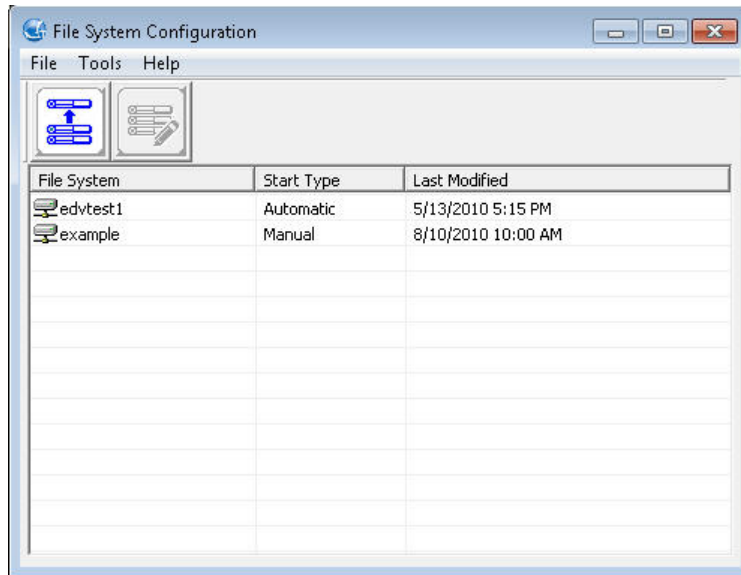 File System Configuration
File Tools Help
File System Start Type Last Modified
edvtest1 Automatic 5/13/2010 5:15 PM
example Manual 8/10/2010 10:00 AM